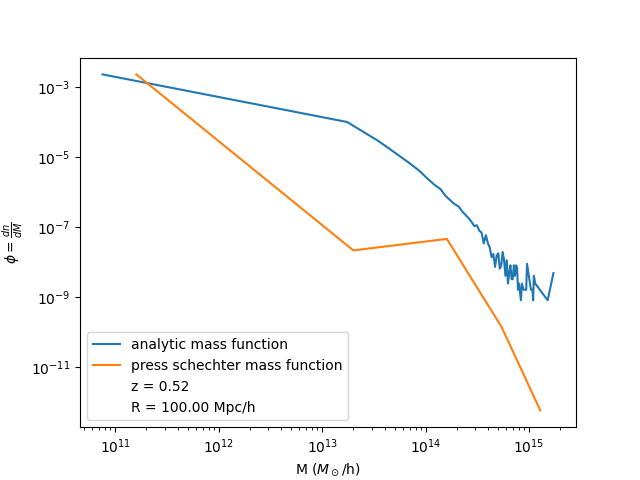 10⁻³
10⁻⁵
10⁻⁷
10⁻⁹
10⁻¹¹
ϕ = dn/dM
analytic mass function
press schechter mass function
z = 0.52
R = 100.00 Mpc/h
10¹¹ 10¹² 10¹³ 10¹⁴ 10¹⁵
M (M⊙/h)